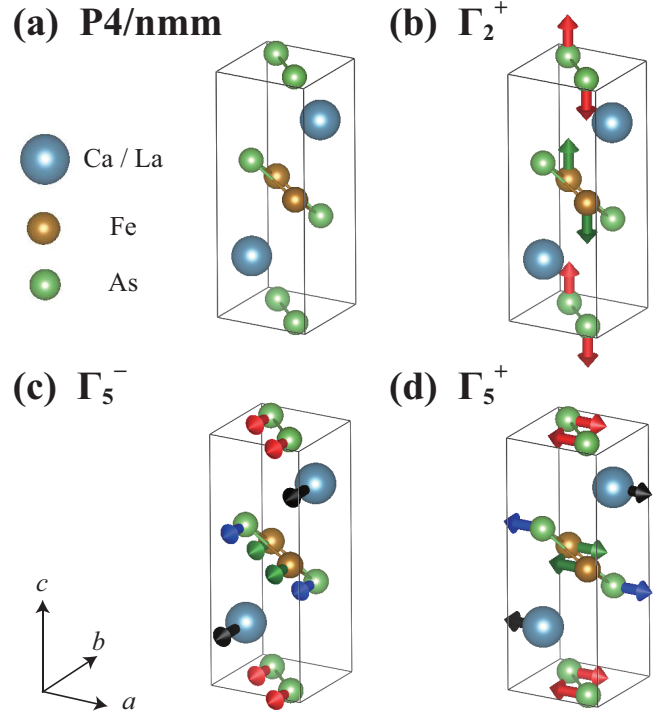 (a) P4/nmm
(b) Γ₂⁺
Ca / La
Fe
As
(c) Γ₅⁻
(d) Γ₅⁺
c
b
a